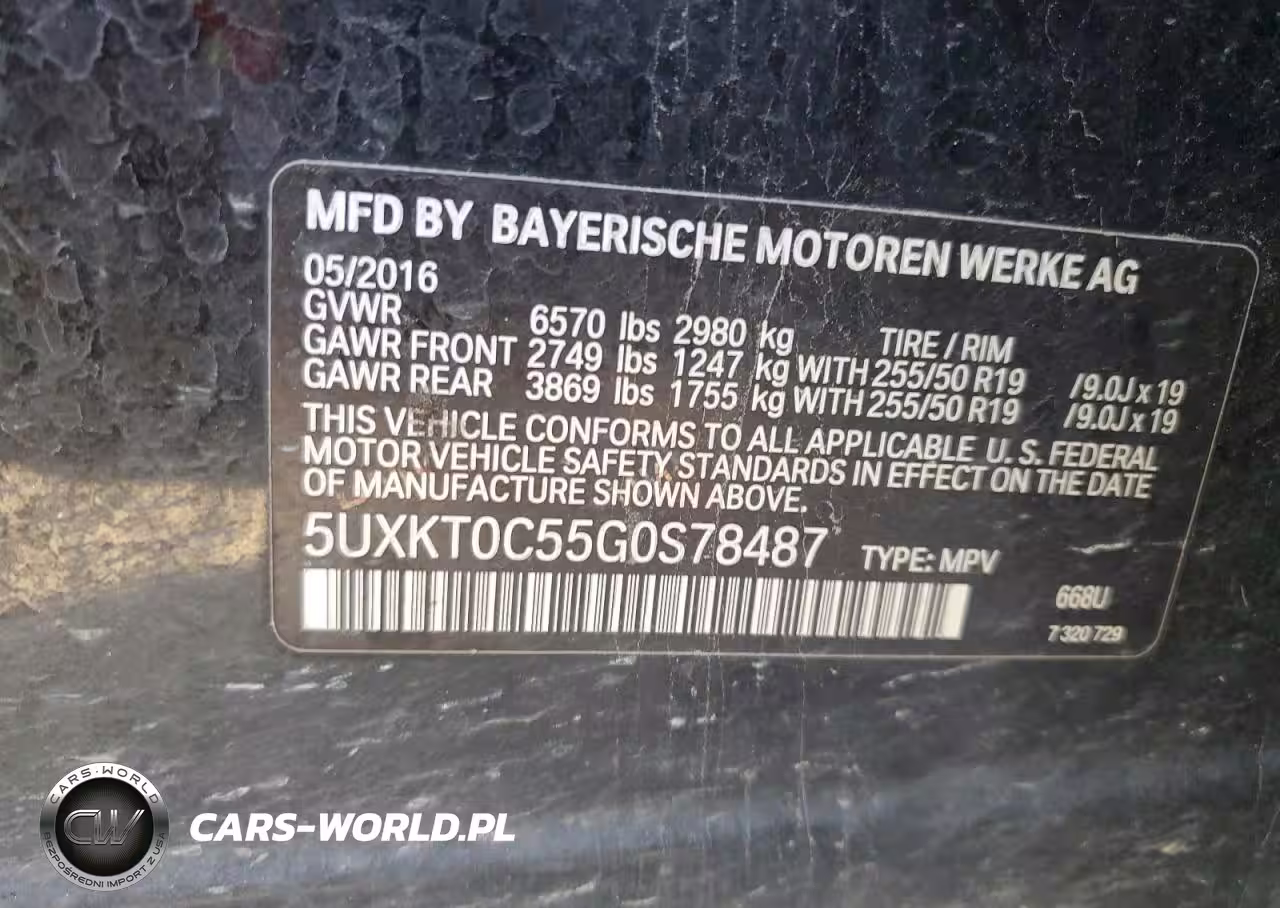 MFD BY BAYERISCHE MOTOREN WERKE AG
05/2016
GVWR 6570 lbs 2980 kg TIRE / RIM
GAWR FRONT 2749 lbs 1247 kg WITH 255/50 R19 /9.0J x 19
GAWR REAR 3869 lbs 1755 kg WITH 255/50 R19 /9.0J x 19
THIS VEHICLE CONFORMS TO ALL APPLICABLE U.S. FEDERAL
MOTOR VEHICLE SAFETY STANDARDS IN EFFECT ON THE DATE
OF MANUFACTURE SHOWN ABOVE.
5UXKT0C55G0S78487 TYPE: MPV
668U
7 320 729
CARS-WORLD
CW
BEZPOŚREDNI IMPORT Z USA
CARS-WORLD.PL